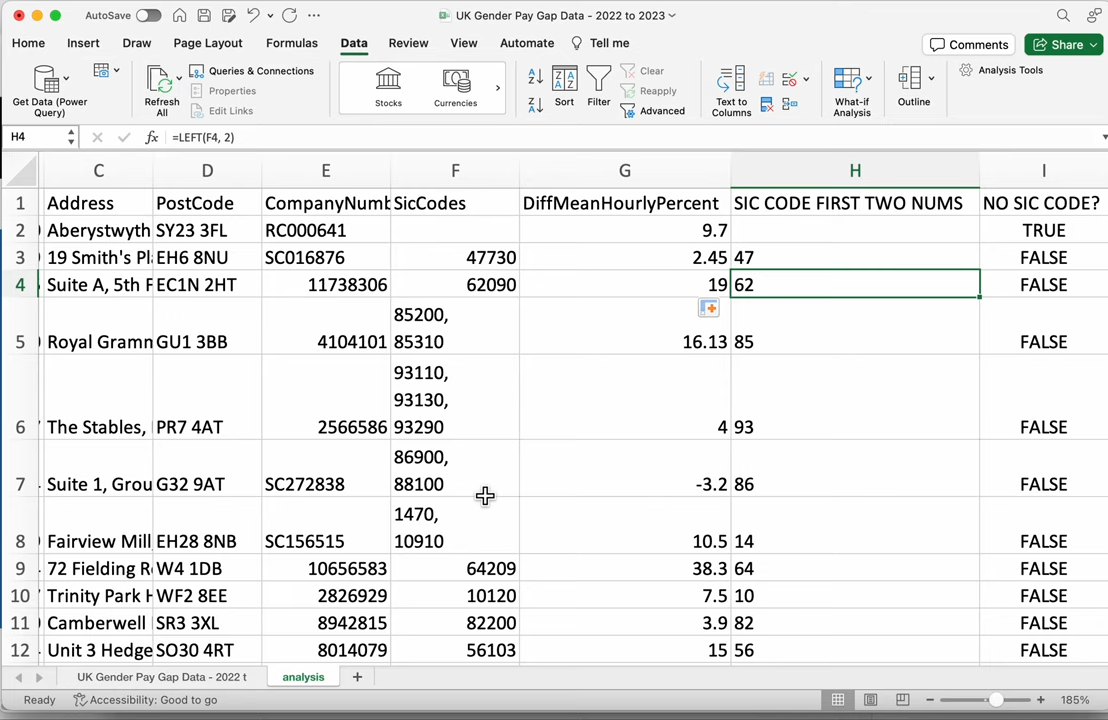 AutoSave
UK Gender Pay Gap Data - 2022 to 2023
Home Insert Draw Page Layout Formulas Data Review View Automate Tell me Comments Share
Get Data (Power Query)
Refresh All
Queries & Connections
Properties
Edit Links
Stocks
Currencies
Sort
Filter
Clear
Reapply
Advanced
Text to Columns
What-if Analysis
Outline
Analysis Tools
H4 fx =LEFT(F4, 2)
C D E F G H I
1 Address PostCode CompanyNumb SicCodes DiffMeanHourlyPercent SIC CODE FIRST TWO NUMS NO SIC CODE?
2 Aberystwyth SY23 3FL RC000641 9.7 TRUE
3 19 Smith's Pl EH6 8NU SC016876 47730 2.45 47 FALSE
4 Suite A, 5th F EC1N 2HT 11738306 62090 19 62 FALSE
85200,
5 Royal Gramn GU1 3BB 4104101 85310 16.13 85 FALSE
93110,
93130,
6 The Stables, PR7 4AT 2566586 93290 4 93 FALSE
86900,
7 Suite 1, Grou G32 9AT SC272838 88100 -3.2 86 FALSE
1470,
8 Fairview Mill EH28 8NB SC156515 10910 10.5 14 FALSE
9 72 Fielding Ro W4 1DB 10656583 64209 38.3 64 FALSE
10 Trinity Park H WF2 8EE 2826929 10120 7.5 10 FALSE
11 Camberwell SR3 3XL 8942815 82200 3.9 82 FALSE
12 Unit 3 Hedge SO30 4RT 8014079 56103 15 56 FALSE
UK Gender Pay Gap Data - 2022 t analysis
Ready Accessibility: Good to go 185%